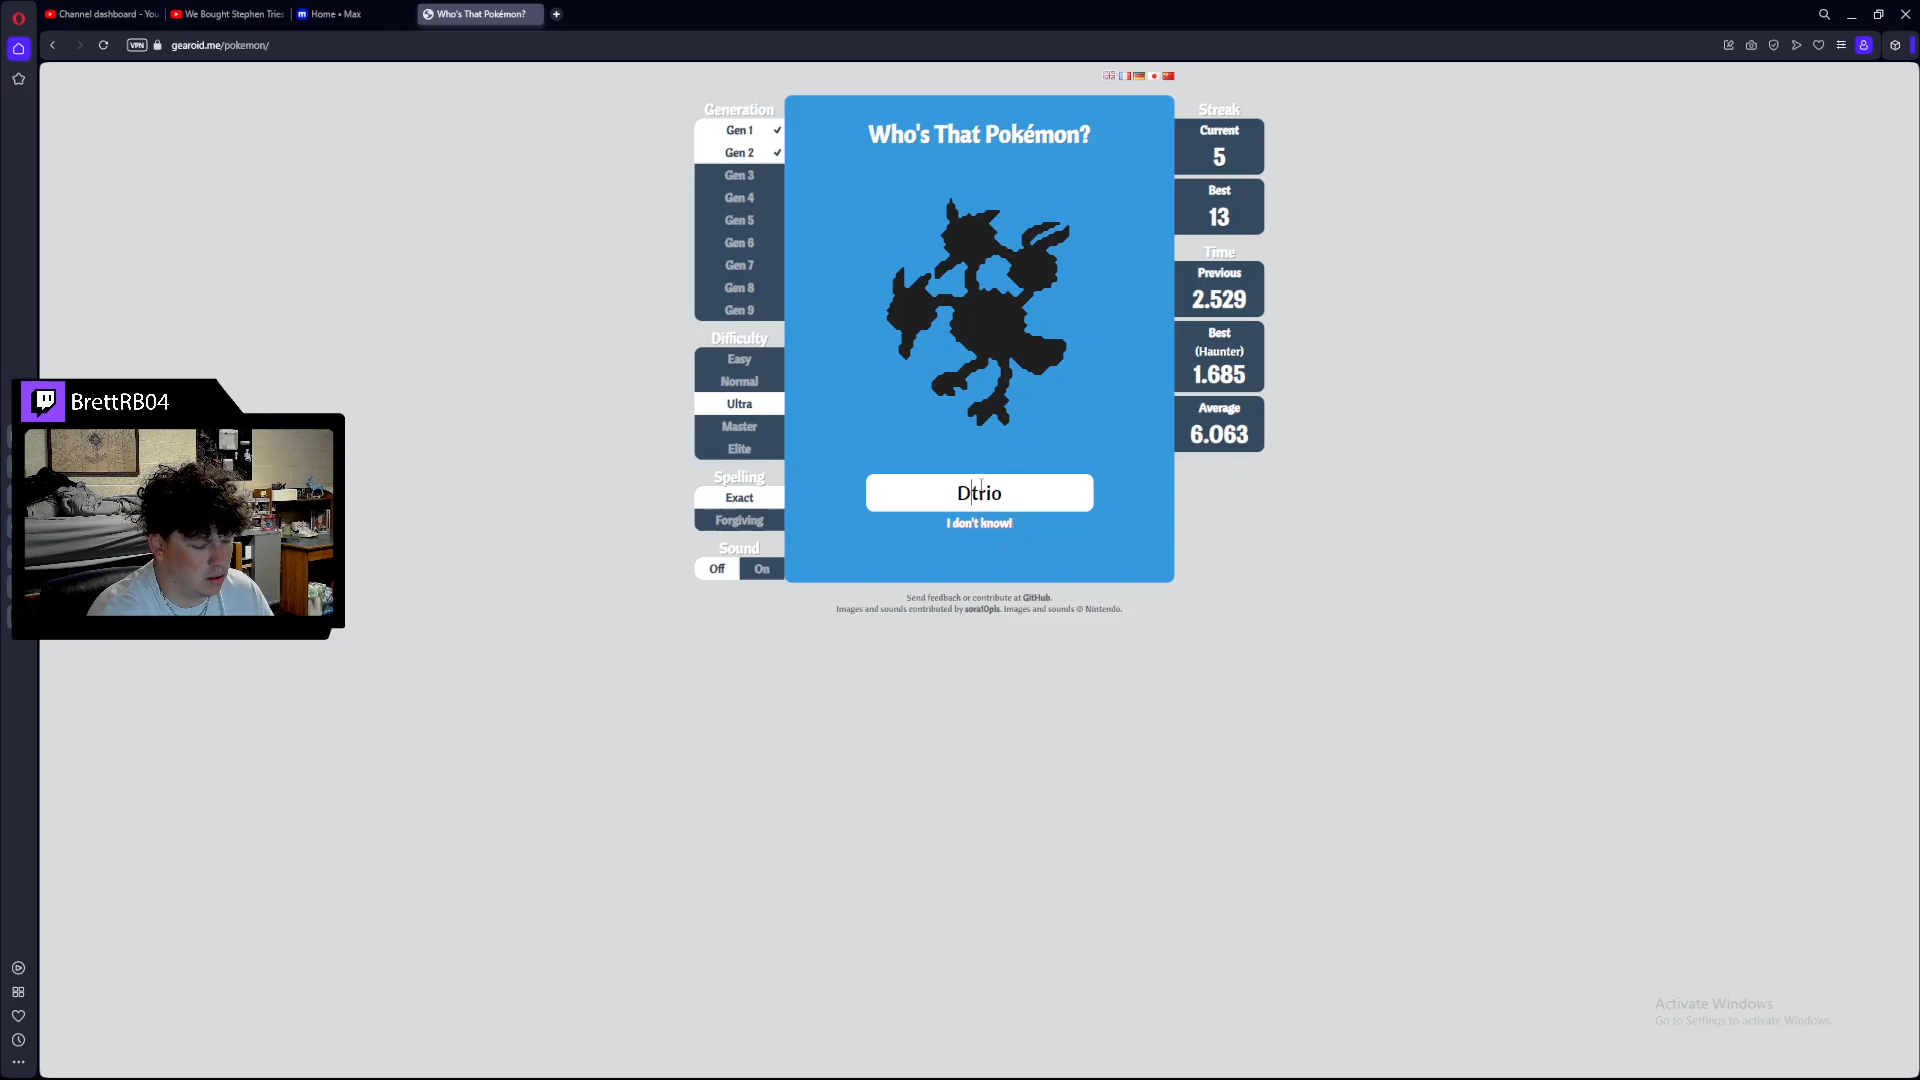 Channel dashboard - You
We Bought Stephen Tries
Home • Max
Who's That Pokémon?
VPN
gearoid.me/pokemon/
Generation
Gen 1
Gen 2
Gen 3
Gen 4
Gen 5
Gen 6
Gen 7
Gen 8
Gen 9
Difficulty
Easy
Normal
Ultra
Master
Elite
Spelling
Exact
Forgiving
Sound
Off On
Who's That Pokémon?
Dtrio
I don't know!
Streak
Current
5
Best
13
Time
Previous
2.529
Best
(Haunter)
1.685
Average
6.063
Send feedback or contribute at GitHub.
Images and sounds contributed by sora10pls. Images and sounds © Nintendo.
BrettRB04
Activate Windows
Go to Settings to activate Windows.